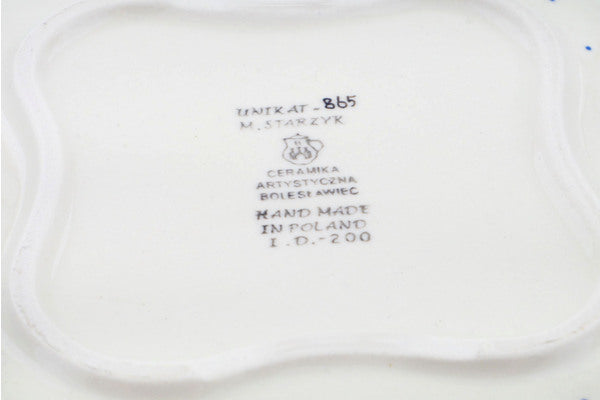 UNIKAT-865
M. STARZYK
CERAMIKA
ARTYSTYCZNA
BOLESŁAWIEC
HAND MADE
IN POLAND
I.D.-200